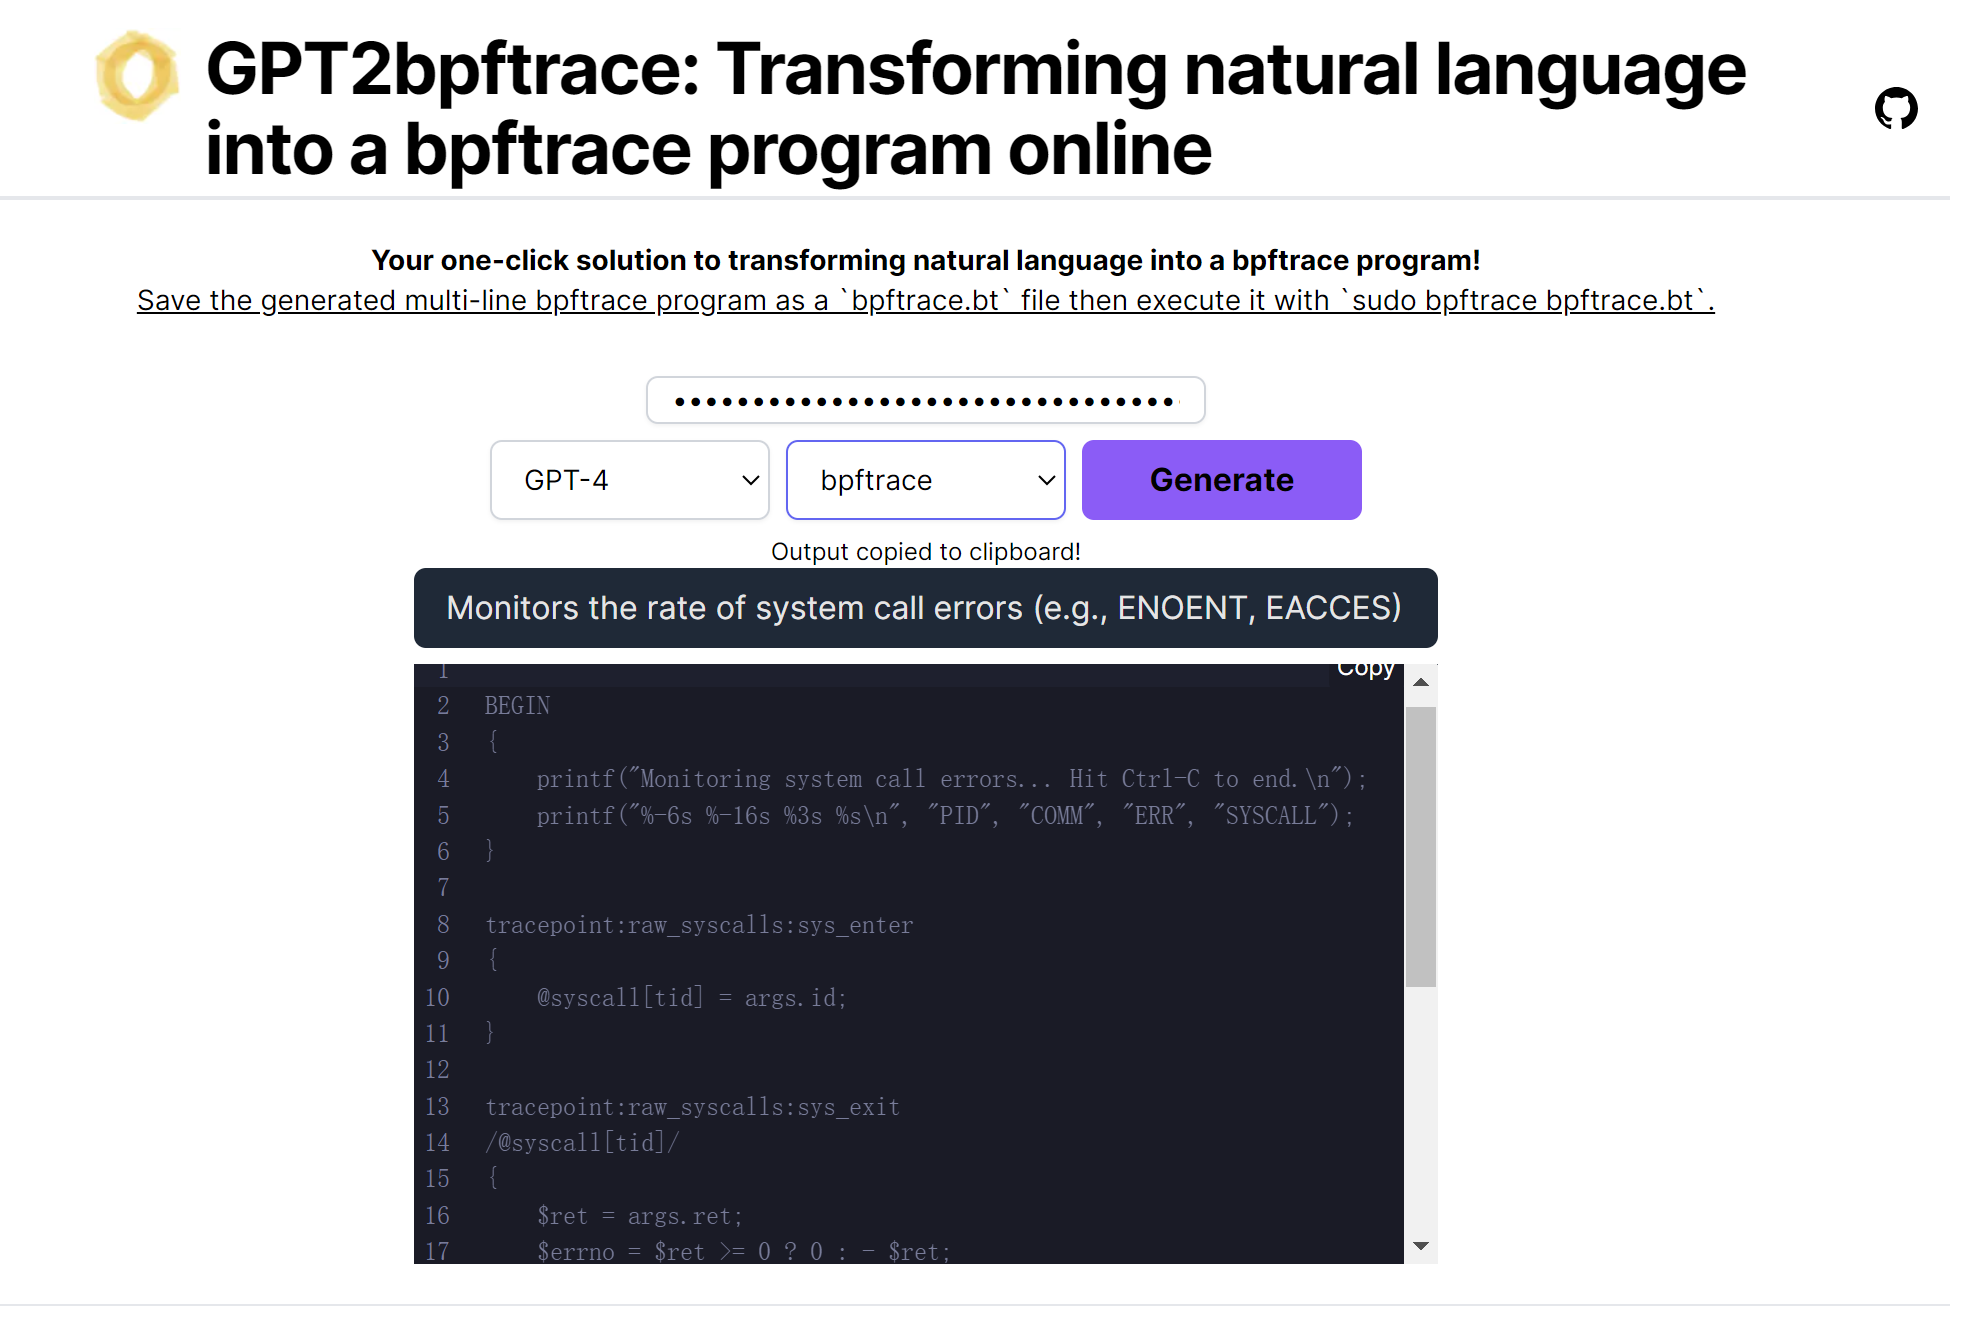 GPT2bpftrace: Transforming natural language
into a bpftrace program online
Your one-click solution to transforming natural language into a bpftrace program!
Save the generated multi-line bpftrace program as a `bpftrace.bt` file then execute it with `sudo bpftrace bpftrace.bt`.
••••••••••••••••••••••••••••••••
GPT-4
bpftrace
Generate
Output copied to clipboard!
Monitors the rate of system call errors (e.g., ENOENT, EACCES)
Copy
1
2 BEGIN
3 {
4     printf("Monitoring system call errors... Hit Ctrl-C to end.\n");
5     printf("%-6s %-16s %3s %s\n", "PID", "COMM", "ERR", "SYSCALL");
6 }
7
8 tracepoint:raw_syscalls:sys_enter
9 {
10     @syscall[tid] = args.id;
11 }
12
13 tracepoint:raw_syscalls:sys_exit
14 /@syscall[tid]/
15 {
16     $ret = args.ret;
17     $errno = $ret >= 0 ? 0 : - $ret;